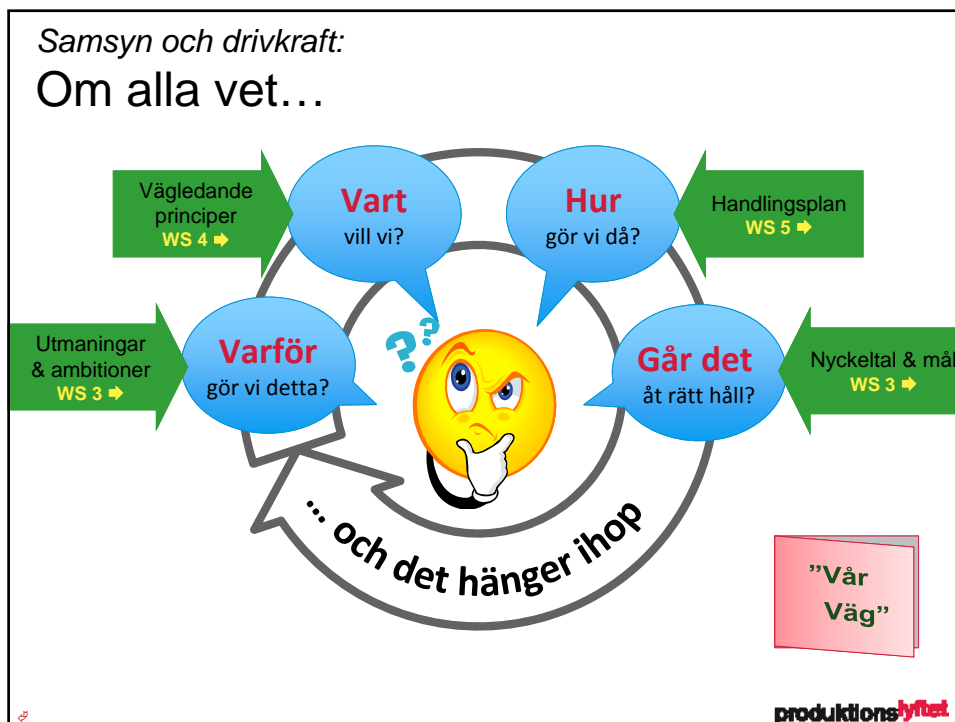 Samsyn och drivkraft:
Om alla vet…
Vägledande
principer
WS 4 ➡
Vart
vill vi?
Hur
gör vi då?
Handlingsplan
WS 5 ➡
Utmaningar
& ambitioner
WS 3 ➡
Varför
gör vi detta?
??
Går det
åt rätt håll?
Nyckeltal & mål
WS 3 ➡
... och det hänger ihop
”Vår
Väg”
produktionslyftet